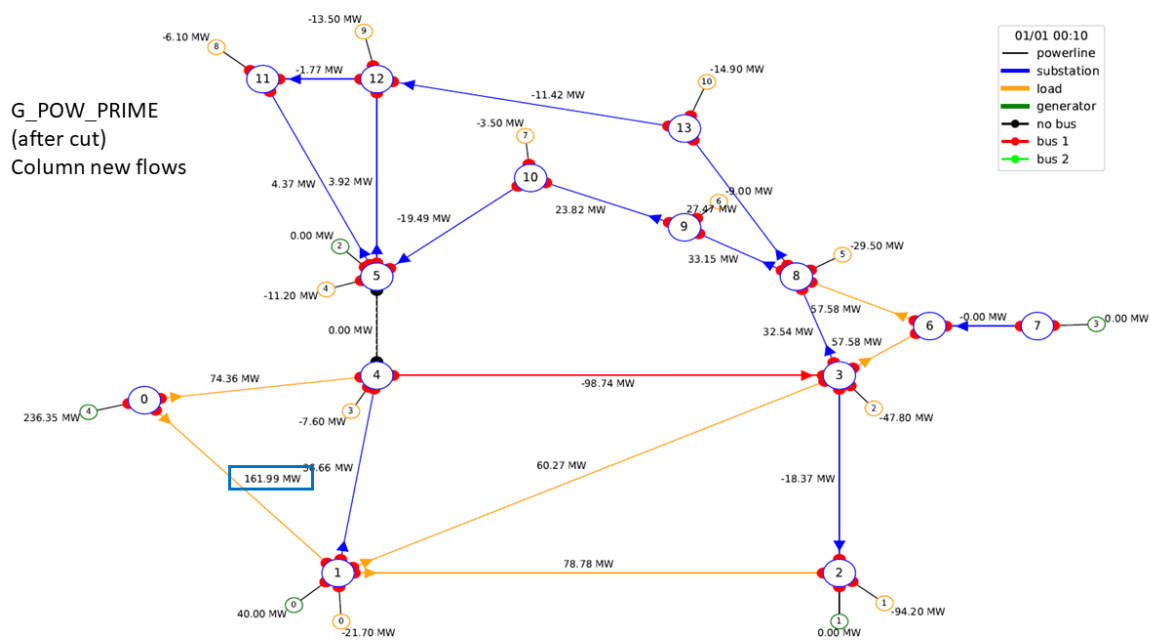 G_POW_PRIME
(after cut)
Column new flows
01/01 00:10
powerline
substation
load
generator
no bus
bus 1
bus 2
-13.50 MW
9
-6.10 MW
8
11
-1.77 MW
12
-14.90 MW
10
-11.42 MW
13
-3.50 MW
7
10
4.37 MW
3.92 MW
23.82 MW
-9.00 MW
6
27.47 MW
9
-19.49 MW
0.00 MW
2
5
33.15 MW
-29.50 MW
5
8
-11.20 MW
4
57.58 MW
0.00 MW
32.54 MW
57.58 MW
6
-0.00 MW
7
3
0.00 MW
74.36 MW
4
-98.74 MW
3
0
236.35 MW
4
-7.60 MW
3
2
-47.80 MW
60.27 MW
.66 MW
161.99 MW
-18.37 MW
1
78.78 MW
2
40.00 MW
0
0
-21.70 MW
1
-94.20 MW
1
0.00 MW